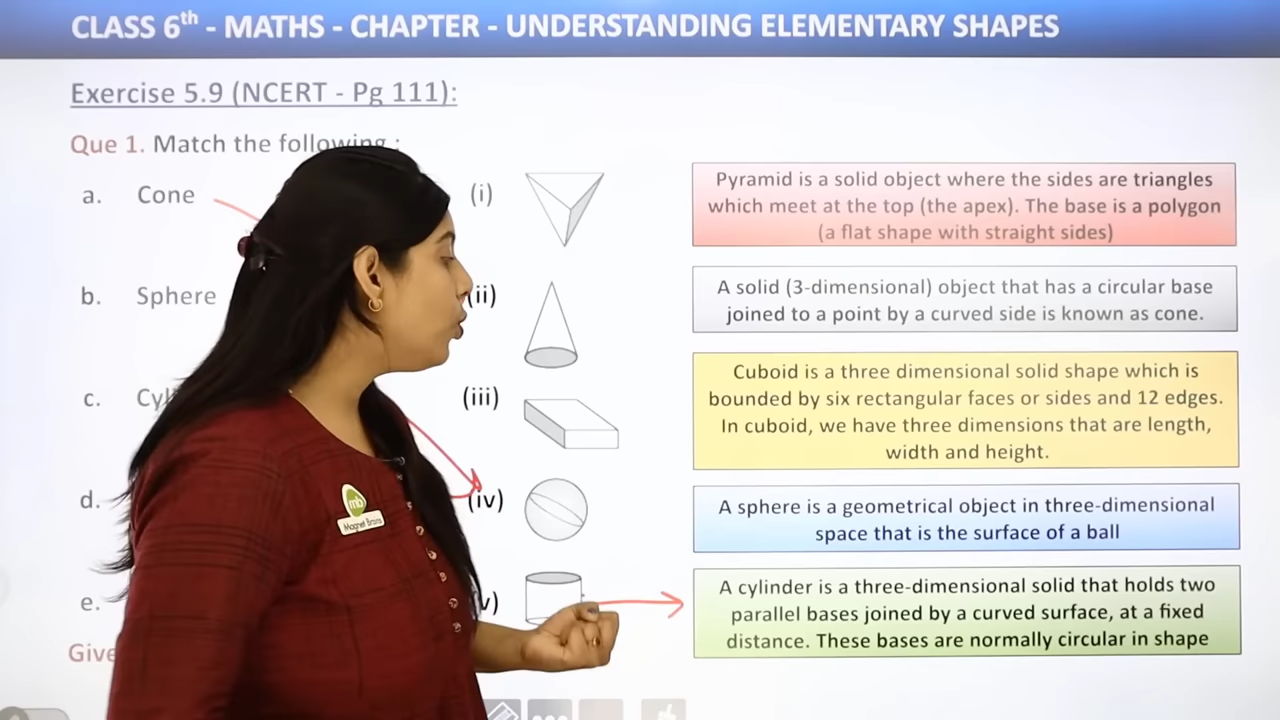 CLASS 6th - MATHS - CHAPTER - UNDERSTANDING ELEMENTARY SHAPES
Exercise 5.9 (NCERT - Pg 111):
Que 1. Match the following :
a. Cone
(i)
Pyramid is a solid object where the sides are triangles
which meet at the top (the apex). The base is a polygon
(a flat shape with straight sides)
b. Sphere
(ii)
A solid (3-dimensional) object that has a circular base
joined to a point by a curved side is known as cone.
c.
(iii)
Cuboid is a three dimensional solid shape which is
bounded by six rectangular faces or sides and 12 edges.
In cuboid, we have three dimensions that are length,
width and height.
d.
(iv)
A sphere is a geometrical object in three-dimensional
space that is the surface of a ball
e.
v)
A cylinder is a three-dimensional solid that holds two
parallel bases joined by a curved surface, at a fixed
distance. These bases are normally circular in shape
Give
mb
Magnet Brains